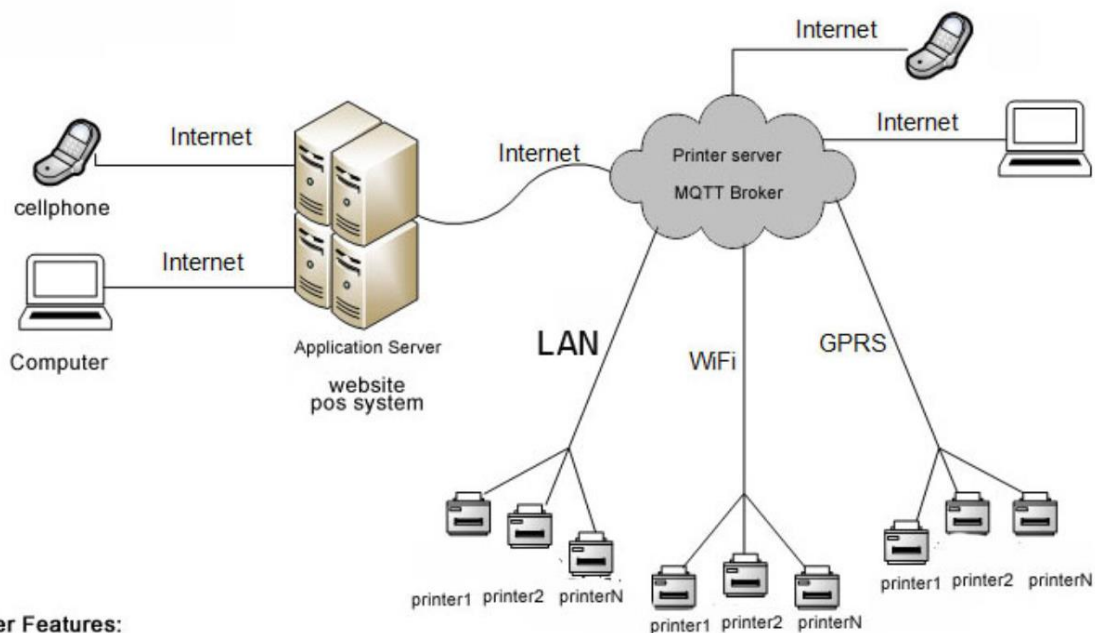 Internet
Internet
Internet
Internet
Printer server
MQTT Broker
cellphone
Internet
Computer
Application Server
website
pos system
LAN
WiFi
GPRS
printer1 printer2 printerN
printer1 printer2 printerN
printer1 printer2 printerN
Features: